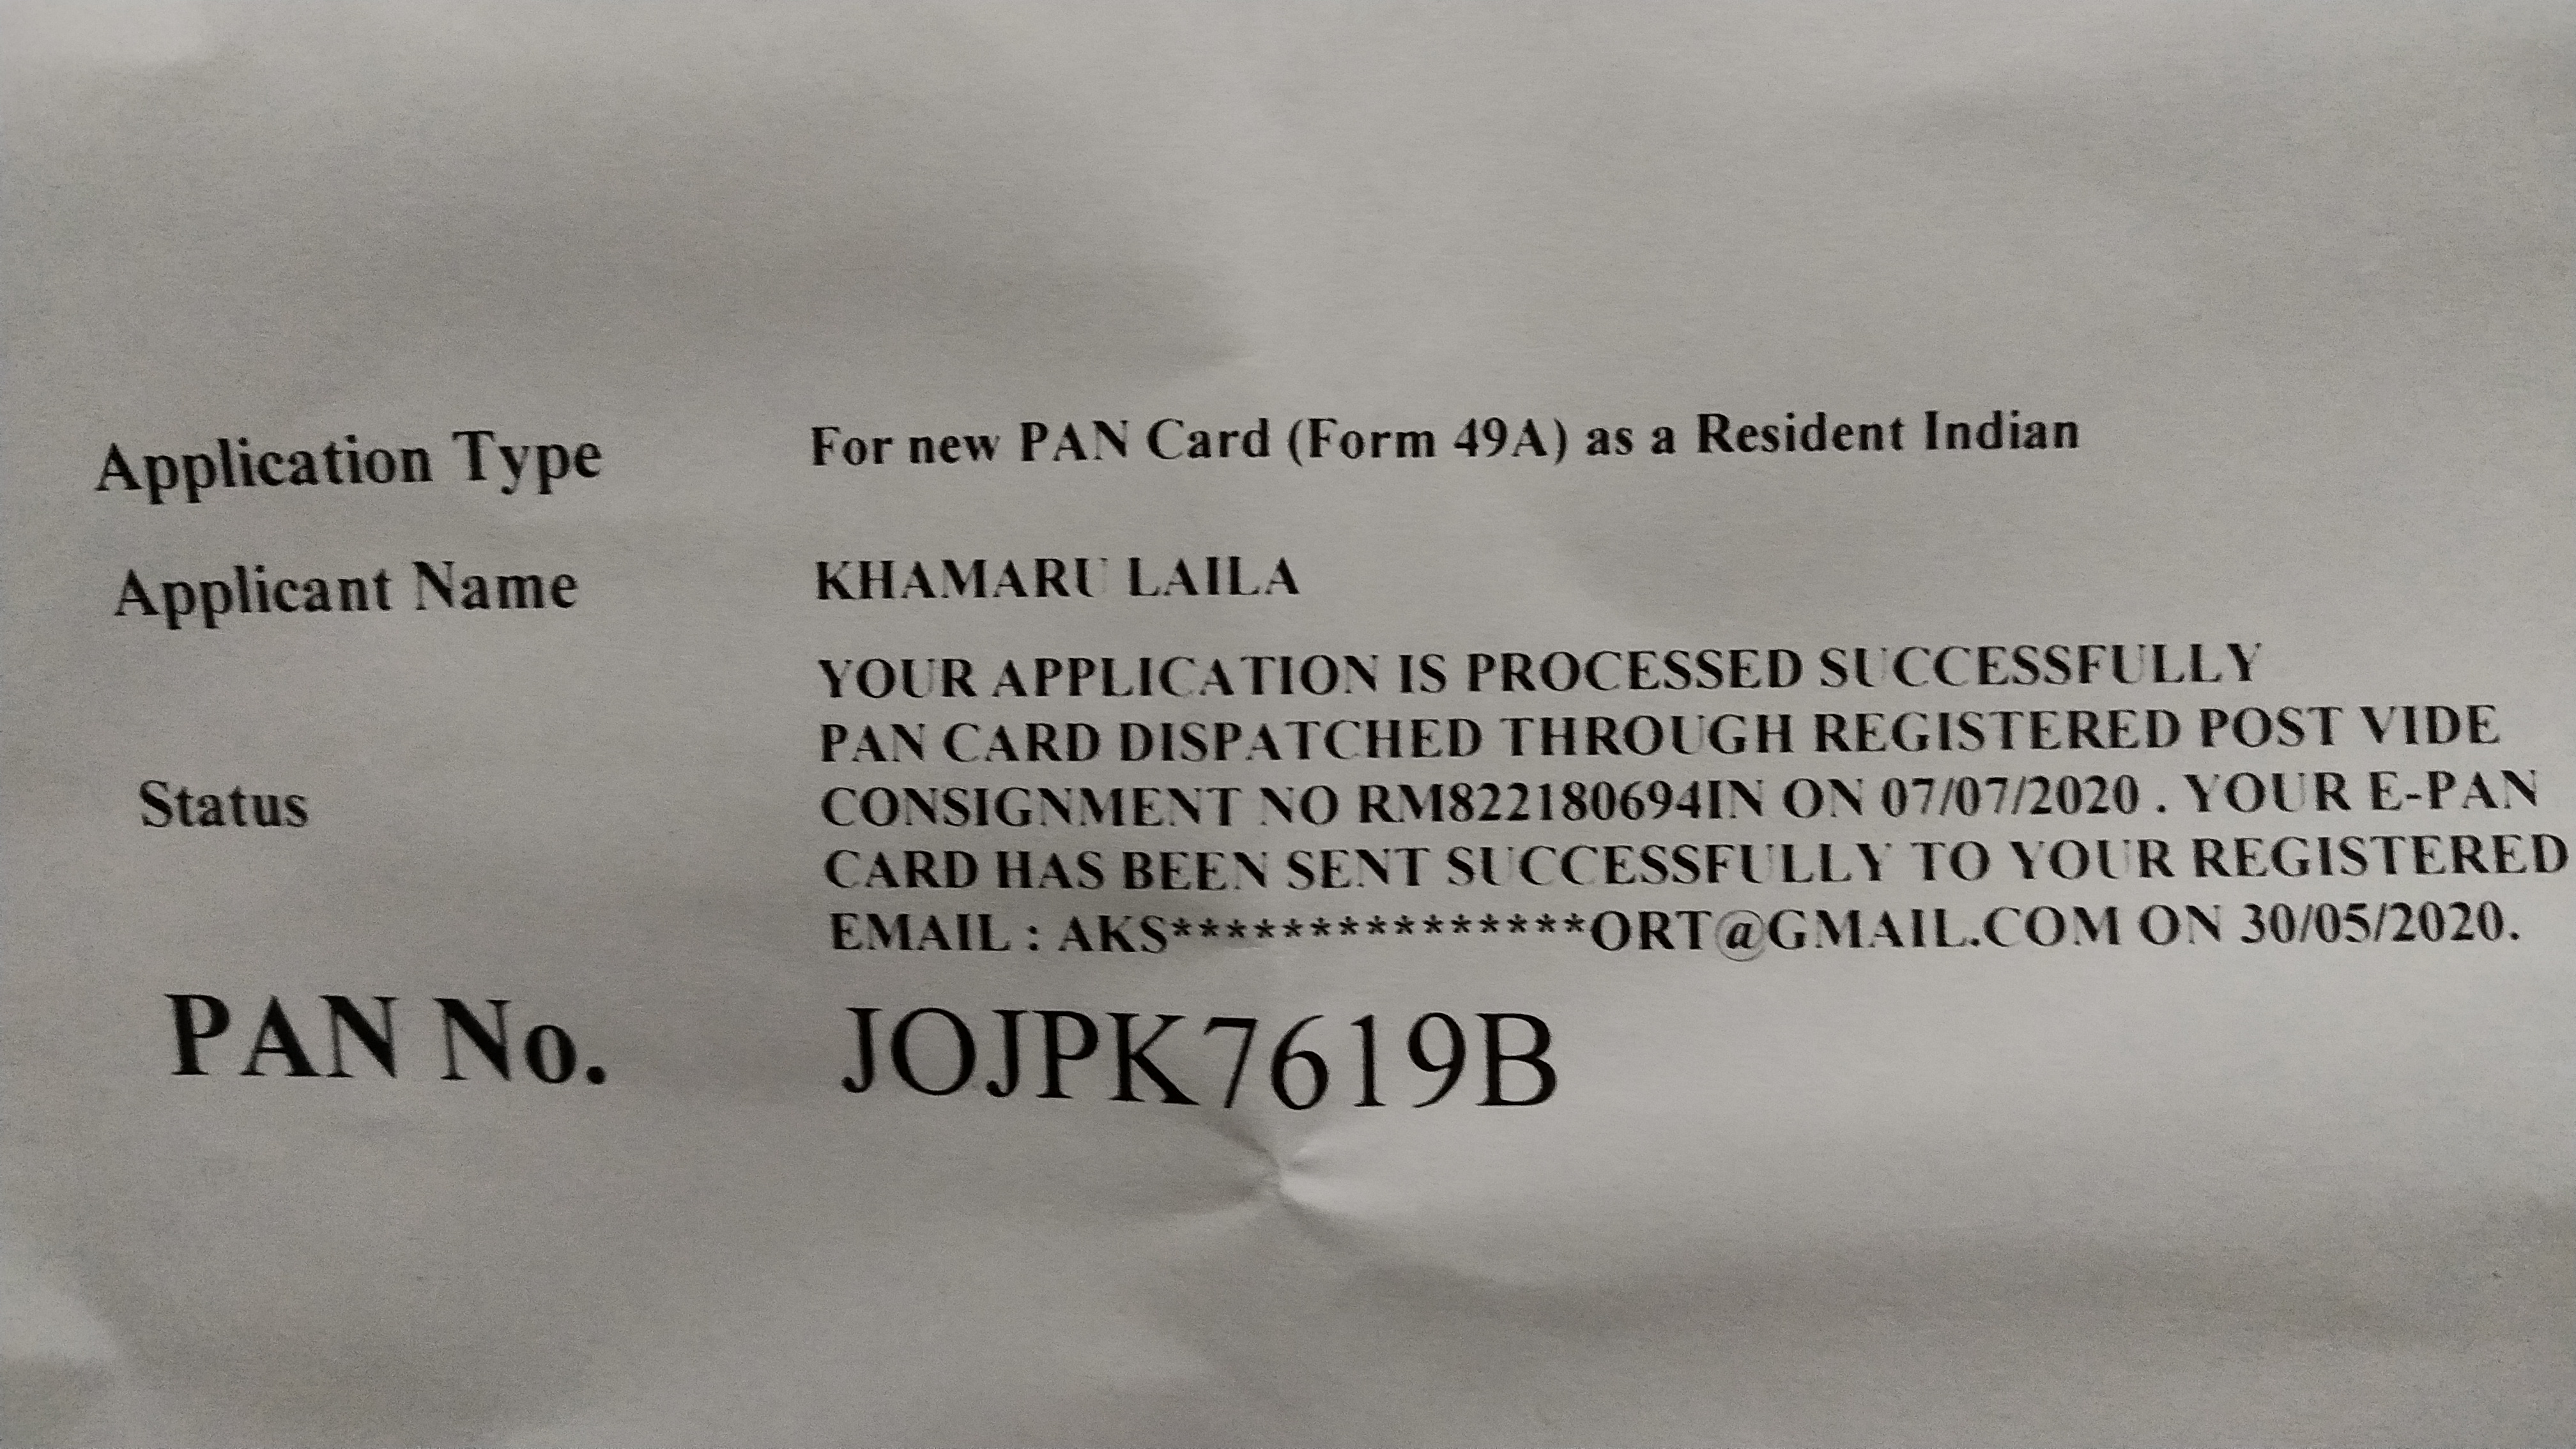 Application Type For new PAN Card (Form 49A) as a Resident Indian
Applicant Name KHAMARU LAILA
YOUR APPLICATION IS PROCESSED SUCCESSFULLY
PAN CARD DISPATCHED THROUGH REGISTERED POST VIDE
Status CONSIGNMENT NO RM822180694IN ON 07/07/2020 . YOUR E-PAN
CARD HAS BEEN SENT SUCCESSFULLY TO YOUR REGISTERED
EMAIL : AKS***************ORT@GMAIL.COM ON 30/05/2020.
PAN No. JOJPK7619B